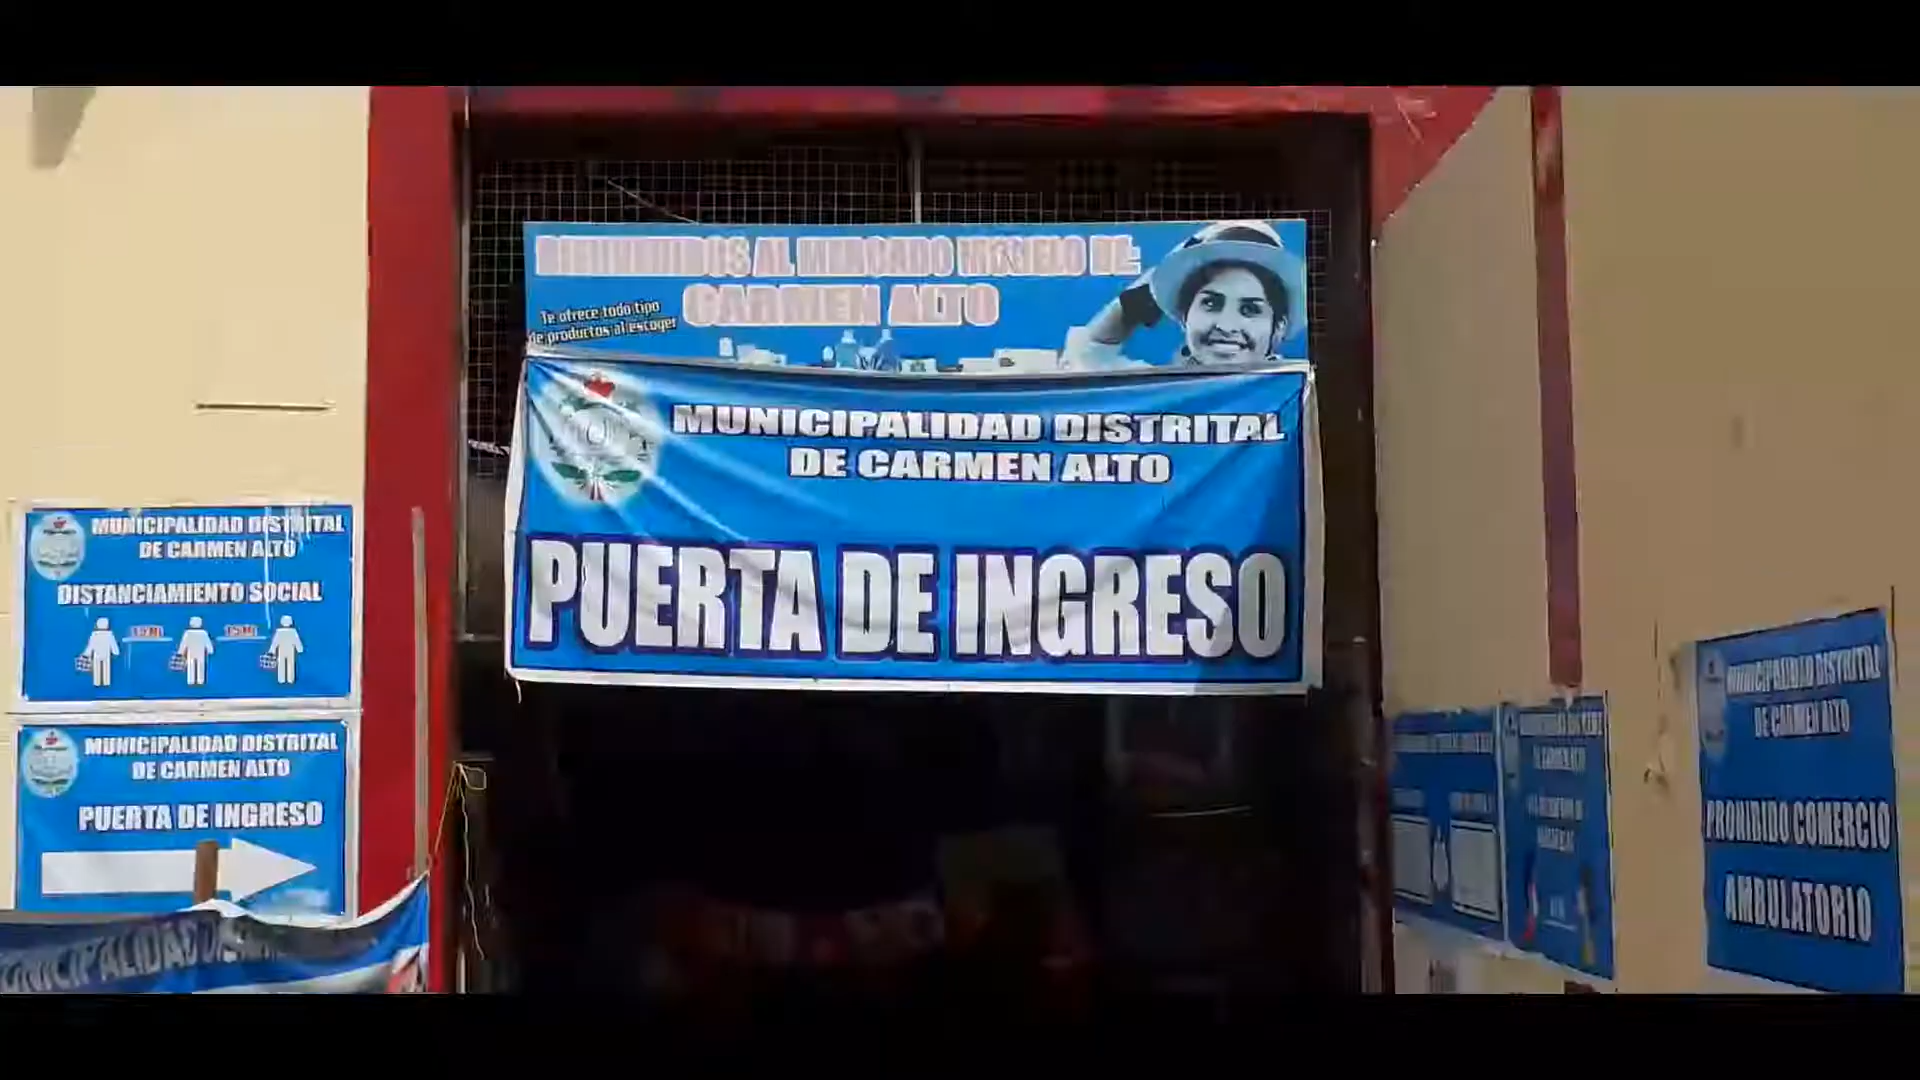 BIENVENIDOS AL MERCADO MODELO DE:
CARMEN ALTO
Te ofrece todo tipo
de productos al escoger
MUNICIPALIDAD DISTRITAL
DE CARMEN ALTO
PUERTA DE INGRESO
MUNICIPALIDAD DISTRITAL
DE CARMEN ALTO
DISTANCIAMIENTO SOCIAL
MUNICIPALIDAD DISTRITAL
DE CARMEN ALTO
PUERTA DE INGRESO
MUNICIPALIDAD
MUNICIPALIDAD DISTRITAL
DE CARMEN ALTO
PROHIBIDO COMERCIO
AMBULATORIO